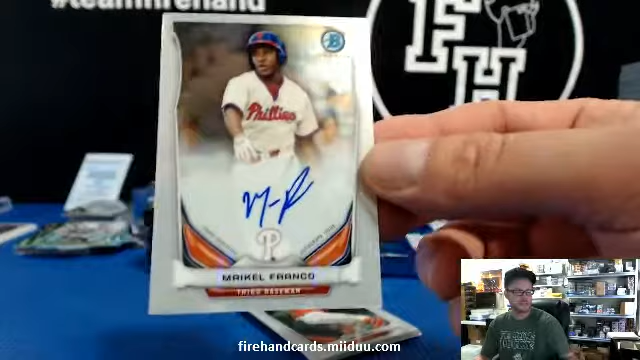 #teamfirehand
B
F
H
Phillies
P
MAIKEL FRANCO
THIRD BASEMAN
firehandcards.miiduu.com